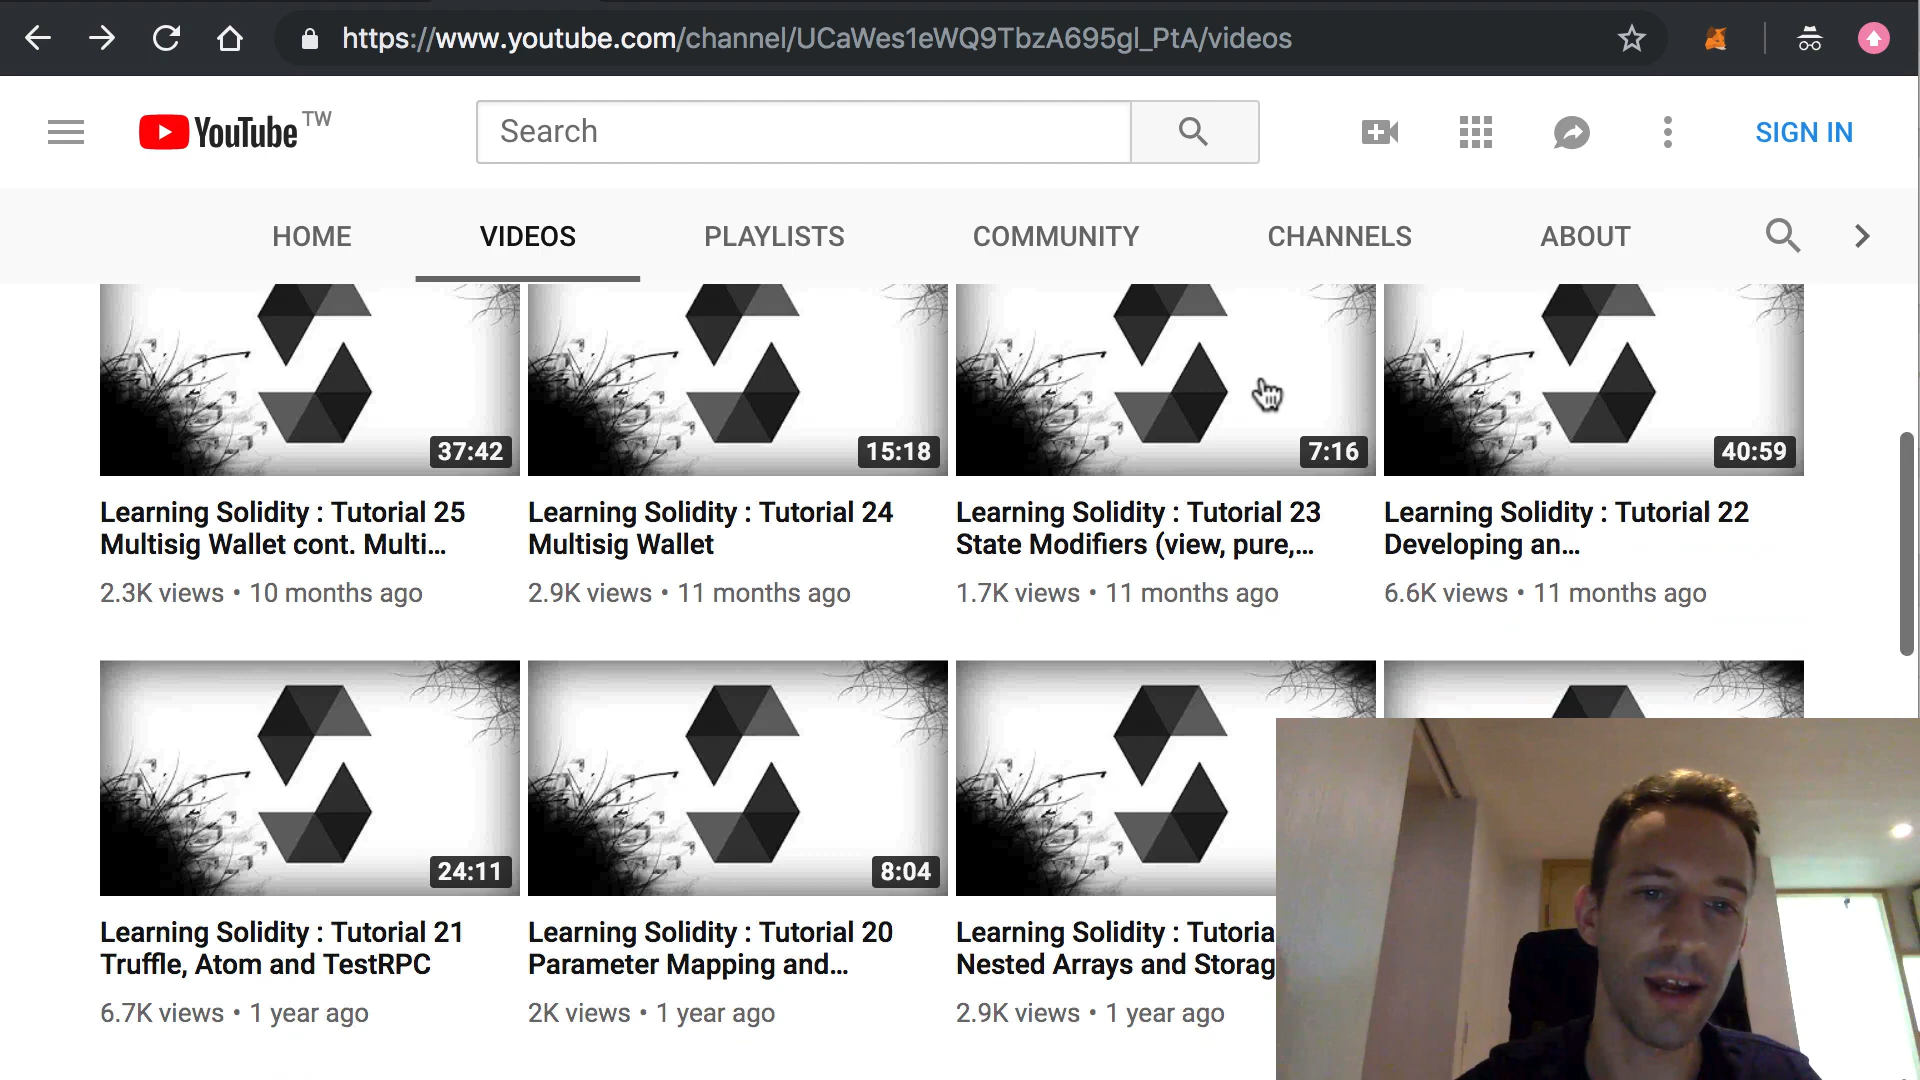 https://www.youtube.com/channel/UCaWes1eWQ9TbzA695gl_PtA/videos
YouTube TW
Search
SIGN IN
HOME
VIDEOS
PLAYLISTS
COMMUNITY
CHANNELS
ABOUT
37:42
15:18
7:16
40:59
Learning Solidity : Tutorial 25
Multisig Wallet cont. Multi...
2.3K views • 10 months ago
Learning Solidity : Tutorial 24
Multisig Wallet
2.9K views • 11 months ago
Learning Solidity : Tutorial 23
State Modifiers (view, pure,...
1.7K views • 11 months ago
Learning Solidity : Tutorial 22
Developing an...
6.6K views • 11 months ago
24:11
8:04
Learning Solidity : Tutorial 21
Truffle, Atom and TestRPC
6.7K views • 1 year ago
Learning Solidity : Tutorial 20
Parameter Mapping and...
2K views • 1 year ago
Learning Solidity : Tutoria
Nested Arrays and Storag
2.9K views • 1 year ago